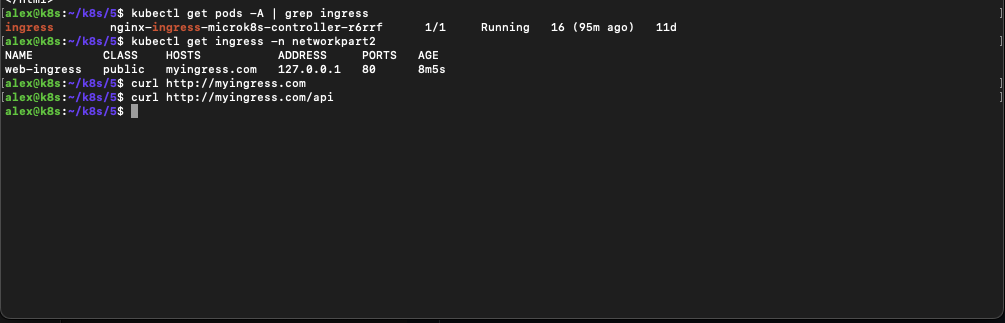 </html>
[alex@k8s:~/k8s/5$ kubectl get pods -A | grep ingress ]
ingress        nginx-ingress-microk8s-controller-r6rrf      1/1     Running   16 (95m ago)   11d
[alex@k8s:~/k8s/5$ kubectl get ingress -n networkpart2 ]
NAME          CLASS    HOSTS           ADDRESS     PORTS   AGE
web-ingress   public   myingress.com   127.0.0.1   80      8m5s
[alex@k8s:~/k8s/5$ curl http://myingress.com ]
[alex@k8s:~/k8s/5$ curl http://myingress.com/api ]
alex@k8s:~/k8s/5$